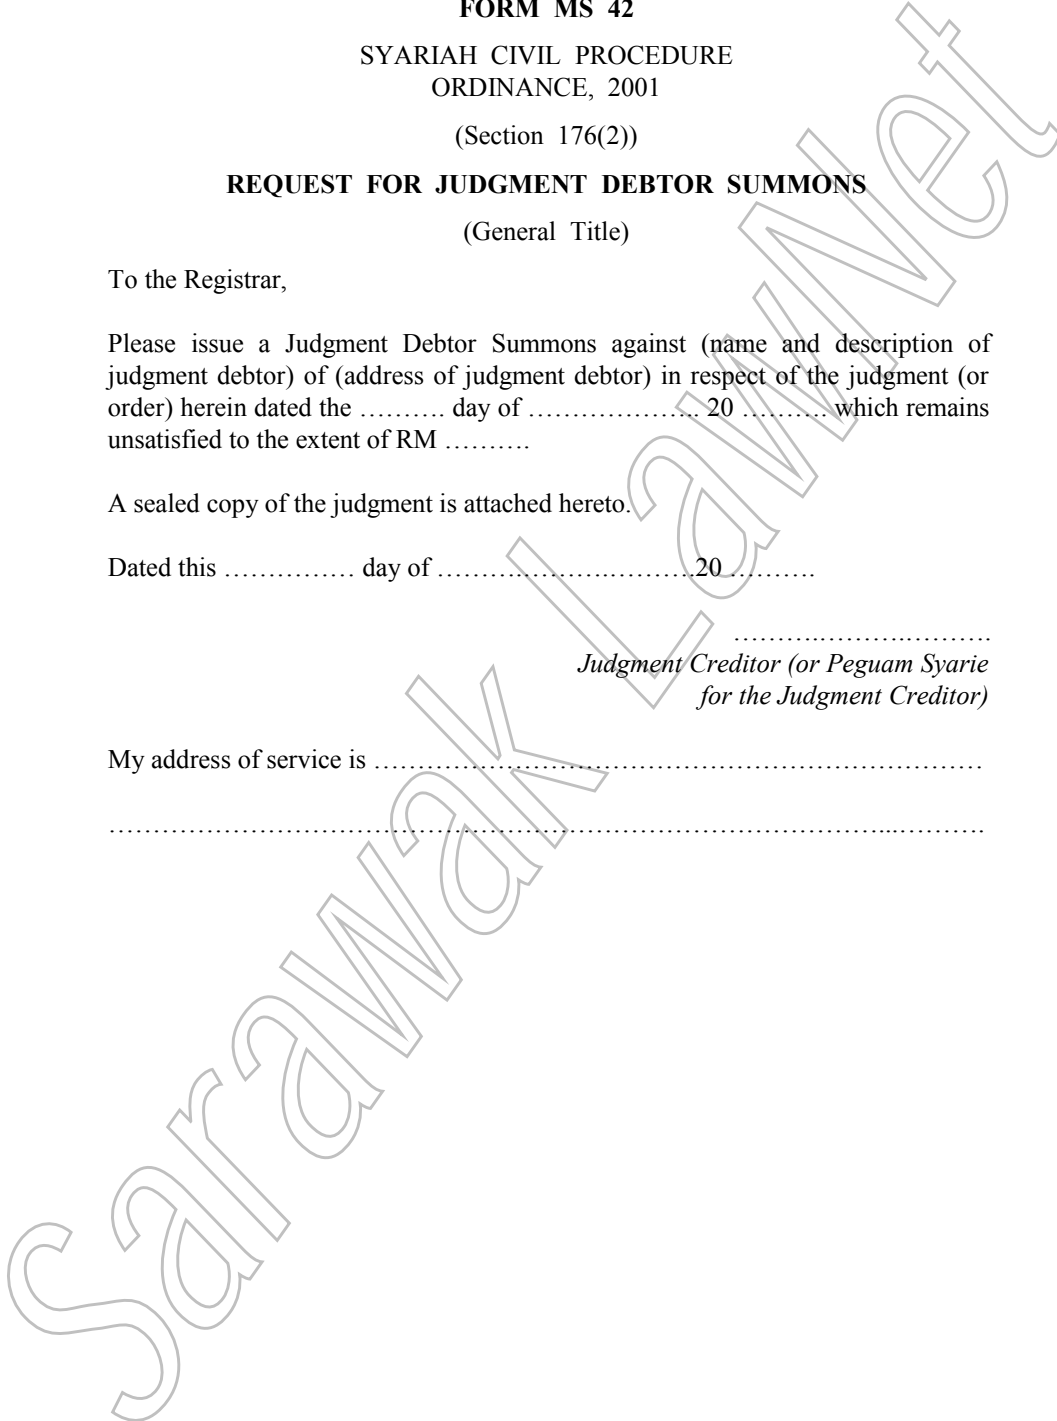 FORM MS 42
SYARIAH CIVIL PROCEDURE
ORDINANCE, 2001
(Section 176(2))
REQUEST FOR JUDGMENT DEBTOR SUMMONS
(General Title)
To the Registrar,
Please issue a Judgment Debtor Summons against (name and description of
judgment debtor) of (address of judgment debtor) in respect of the judgment (or
order) herein dated the ………. day of ……………….. 20 ………. which remains
unsatisfied to the extent of RM ……….
A sealed copy of the judgment is attached hereto.
Dated this …………… day of ……….……….……….20 ……….
……….……….……….
Judgment Creditor (or Peguam Syarie
for the Judgment Creditor)
My address of service is ……………………………………………………………
……………………………………………………………………………...……….
Sarawak LawNet